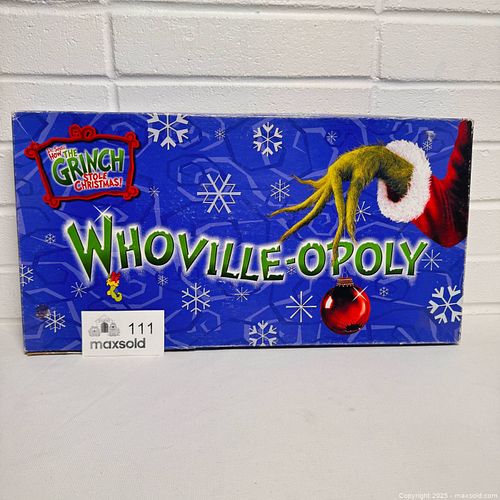 Dr. Seuss'
HOW THE
GRINCH
STOLE
CHRISTMAS!
WHOVILLE-OPOLY
111
maxsold
Copyright 2025 - maxsold.com